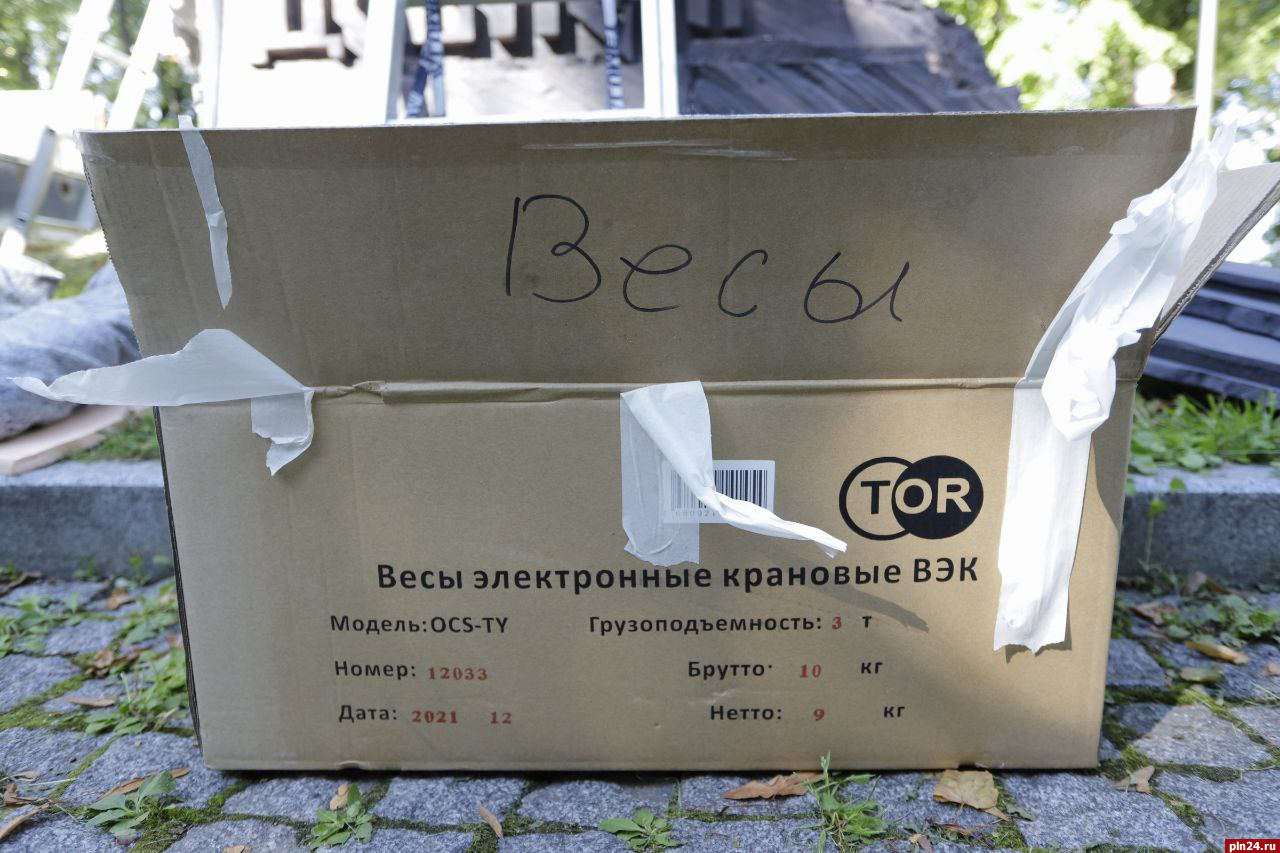 Весы
TOR
Весы электронные крановые ВЭК
Модель:OCS-TY Грузоподъемность: 3 т
Номер: 12033 Брутто: 10 кг
Дата: 2021 12 Нетто: 9 кг
pln24.ru